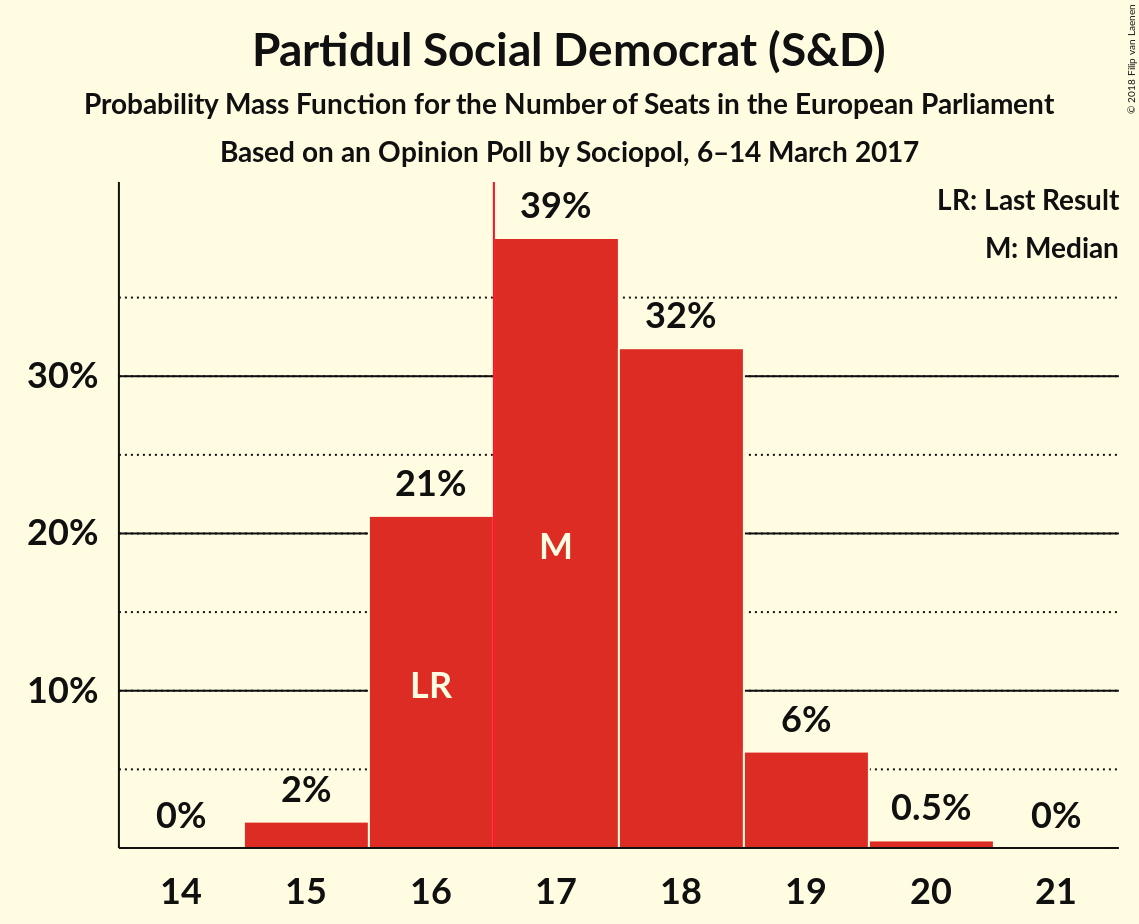 Partidul Social Democrat (S&D)
Probability Mass Function for the Number of Seats in the European Parliament
Based on an Opinion Poll by Sociopol, 6–14 March 2017
© 2018 Filip van Laenen
LR: Last Result
M: Median
39%
32%
30%
21%
20%
M
LR
10%
6%
2%
0.5%
0%
0%
14 15 16 17 18 19 20 21